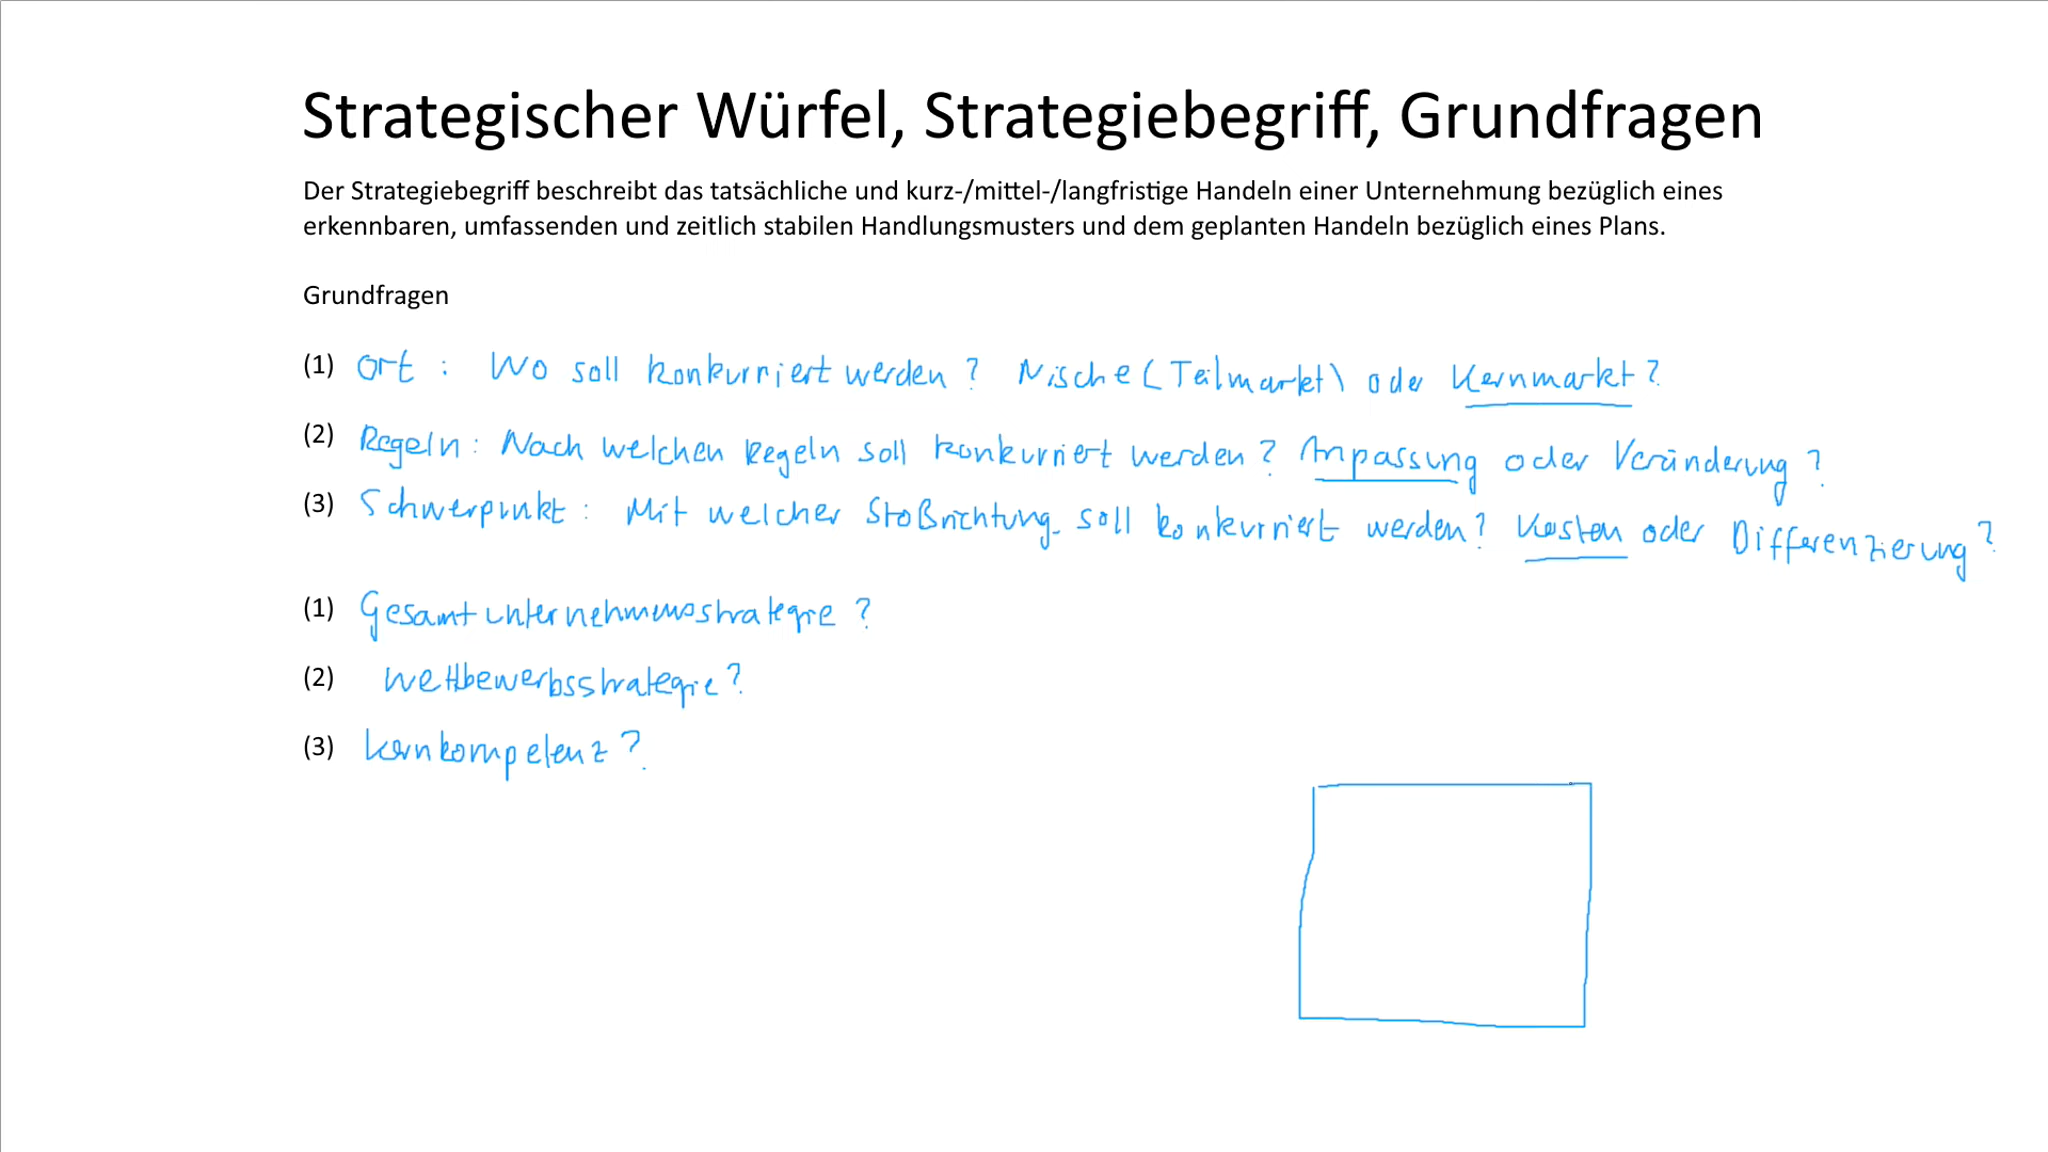 Strategischer Würfel, Strategiebegriff, Grundfragen
Der Strategiebegriff beschreibt das tatsächliche und kurz-/mittel-/langfristige Handeln einer Unternehmung bezüglich eines
erkennbaren, umfassenden und zeitlich stabilen Handlungsmusters und dem geplanten Handeln bezüglich eines Plans.
Grundfragen
(1) Ort : Wo soll konkurriert werden ? Nische (Teilmarkt) oder Kernmarkt ?
(2) Regeln : Nach welchen Regeln soll konkurriert werden ? Anpassung oder Veränderung ?
(3) Schwerpunkt : Mit welcher Stoßrichtung soll konkurriert werden ? Kosten oder Differenzierung ?
(1) Gesamtunternehmensstrategie ?
(2) Wettbewerbsstrategie ?
(3) Kernkompetenz ?